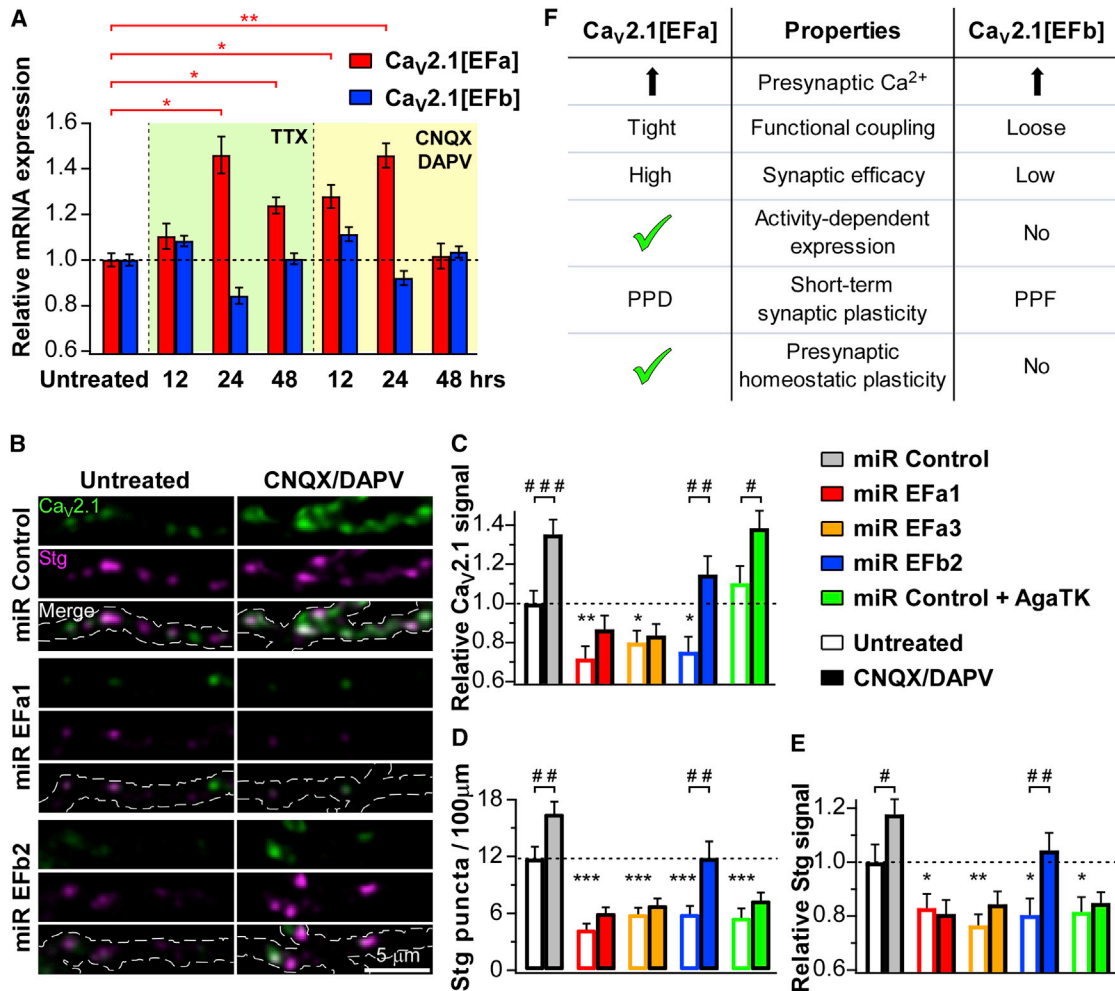 A
**
*
*
*
Ca_V2.1[EFa]
Ca_V2.1[EFb]
Relative mRNA expression
1.6
1.4
1.2
1.0
0.8
0.6
TTX
CNQX
DAPV
Untreated 12 24 48 12 24 48 hrs
F
Ca_V2.1[EFa] Properties Ca_V2.1[EFb]
Presynaptic Ca²⁺
Tight Functional coupling Loose
High Synaptic efficacy Low
Activity-dependent
expression
No
PPD Short-term
synaptic plasticity PPF
Presynaptic
homeostatic plasticity
No
B
Untreated CNQX/DAPV
miR Control
Ca_V2.1
Stg
Merge
miR EFa1
miR EFb2
5 µm
C
Relative Ca_V2.1 signal
1.4
1.2
1.0
0.8
0.6
###
##
#
**
*
*
miR Control
miR EFa1
miR EFa3
miR EFb2
miR Control + AgaTK
Untreated
CNQX/DAPV
D
Stg puncta / 100µm
18
12
6
0
##
##
***
***
***
***
E
Relative Stg signal
1.2
1.0
0.8
0.6
#
##
*
**
*
*